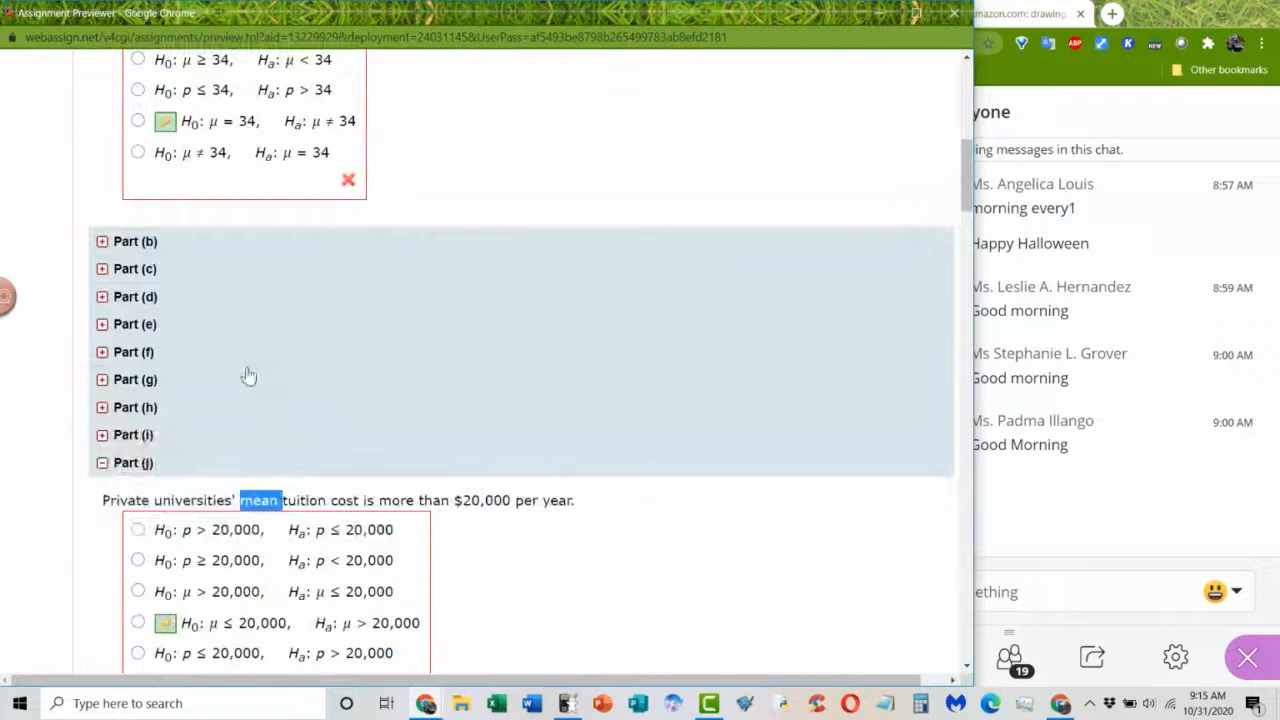 Assignment Previewer - Google Chrome
amazon.com: drawing
webassign.net/v4cgi/assignments/preview.tpl?aid=13229929&deployment=24031145&UserPass=af5493be8798b265499783ab8efd2181
Other bookmarks
H0: μ ≥ 34, Ha: μ < 34
H0: p ≤ 34, Ha: p > 34
H0: μ = 34, Ha: μ ≠ 34
H0: μ ≠ 34, Ha: μ = 34
Part (b)
Part (c)
Part (d)
Part (e)
Part (f)
Part (g)
Part (h)
Part (i)
Part (j)
Private universities' mean tuition cost is more than $20,000 per year.
H0: p > 20,000, Ha: p ≤ 20,000
H0: p ≥ 20,000, Ha: p < 20,000
H0: μ > 20,000, Ha: μ ≤ 20,000
H0: μ ≤ 20,000, Ha: μ > 20,000
H0: p ≤ 20,000, Ha: p > 20,000
yone
ing messages in this chat.
Ms. Angelica Louis 8:57 AM
morning every1
Happy Halloween
Ms. Leslie A. Hernandez 8:59 AM
Good morning
Ms Stephanie L. Grover 9:00 AM
Good morning
Ms. Padma Illango 9:00 AM
Good Morning
ething
19
Type here to search
9:15 AM
10/31/2020